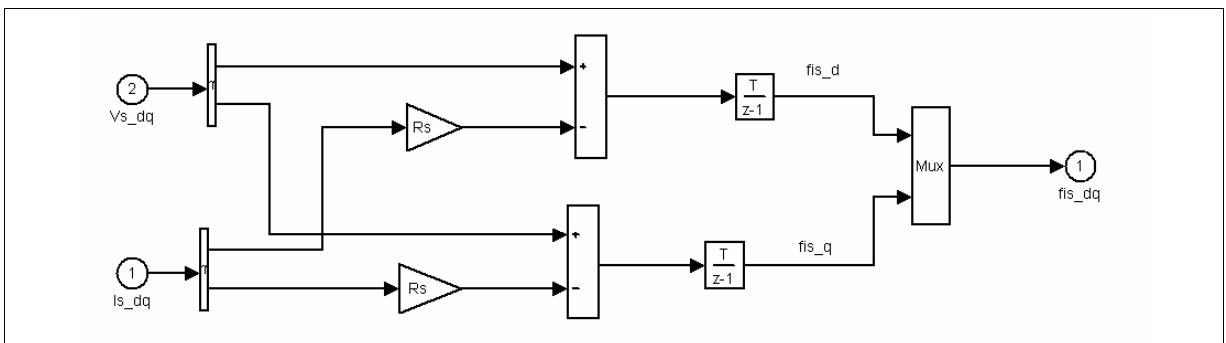 2
Vs_dq
+
-
Rs
T
z-1
fis_d
Mux
1
fis_dq
1
Is_dq
Rs
+
-
T
z-1
fis_q